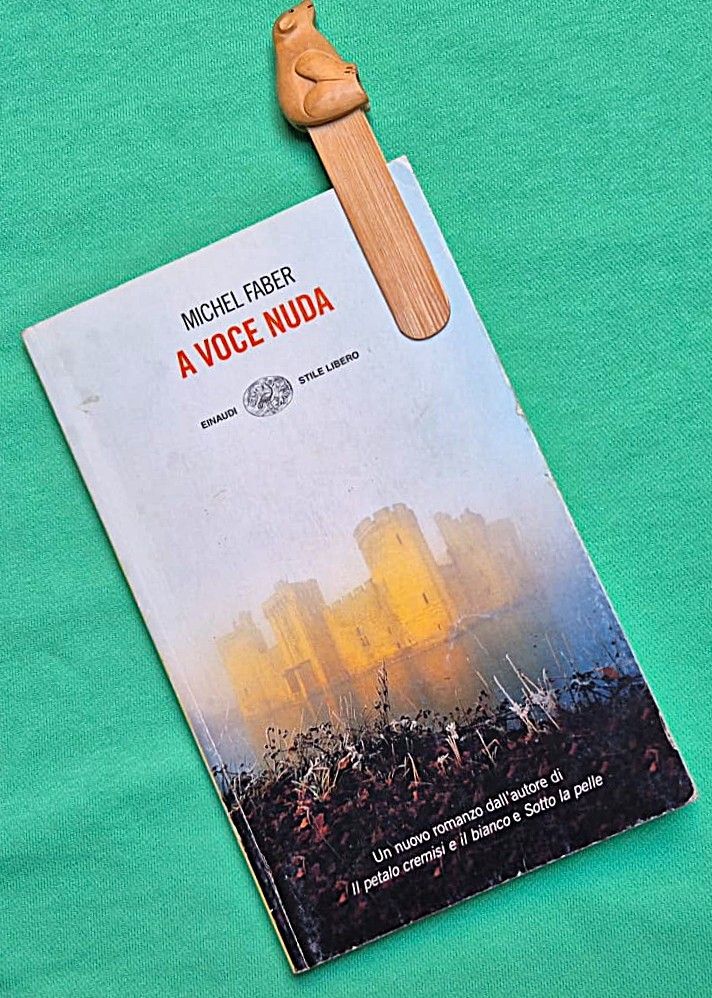 MICHEL FABER
A VOCE NUDA
EINAUDI STILE LIBERO
Un nuovo romanzo dall'autore di
Il petalo cremisi e il bianco e Sotto la pelle